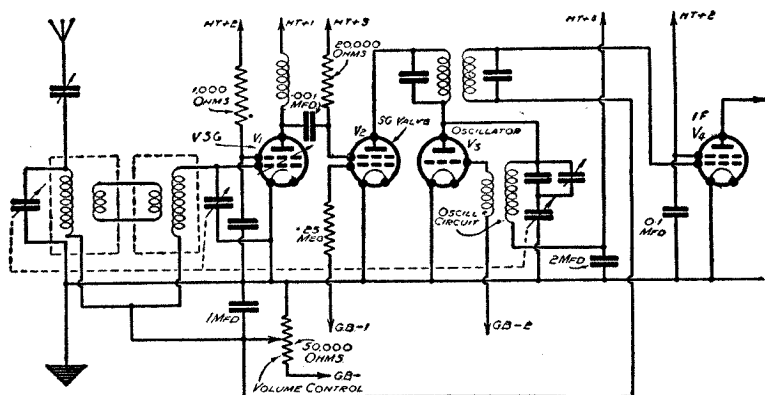 HT+2
HT+1
HT+3
HT+4
HT+2
20,000
OHMS
1,000
OHMS
.001
MFD
VSG
V1
V2
SG VALVE
OSCILLATOR
V3
IF
V4
.25
MEG
OSCILL
CIRCUIT
0.1
MFD
2MFD
1MFD
GB-1
GB-2
50,000
OHMS
GB-
VOLUME CONTROL